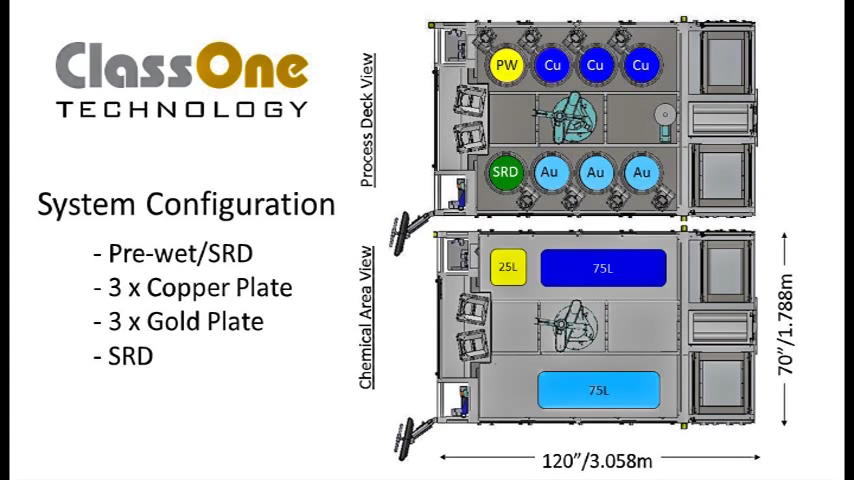 ClassOne
TECHNOLOGY
System Configuration
- Pre-wet/SRD
- 3 x Copper Plate
- 3 x Gold Plate
- SRD
Process Deck View
PW Cu Cu Cu
SRD Au Au Au
Chemical Area View
25L 75L
75L
70”/1.788m
120”/3.058m